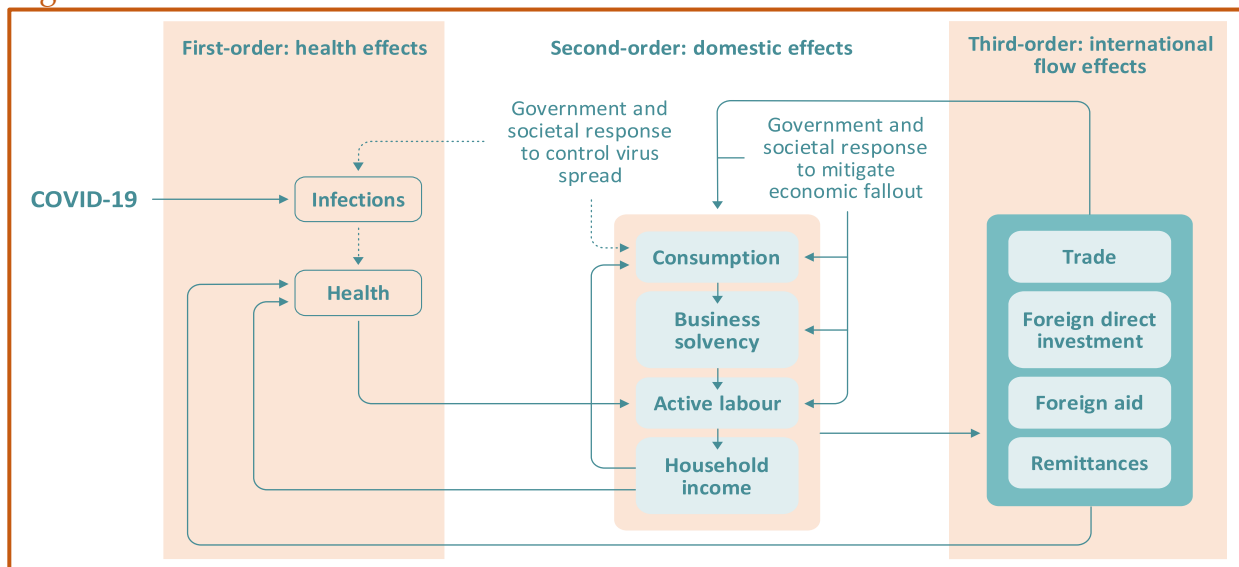 First-order: health effects
Second-order: domestic effects
Third-order: international
flow effects
Government and
societal response
to control virus
spread
Government and
societal response
to mitigate
economic fallout
COVID-19
Infections
Health
Consumption
Business
solvency
Active labour
Household
income
Trade
Foreign direct
investment
Foreign aid
Remittances